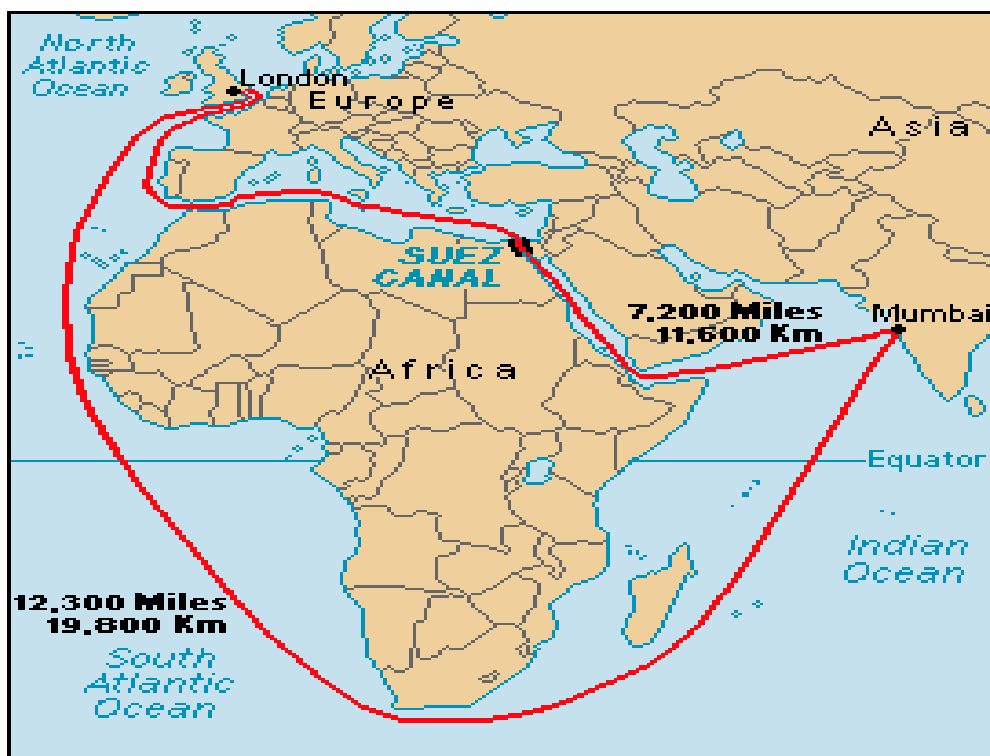 North
Atlantic
Ocean
London
Europe
Asia
SUEZ
CANAL
7,200 Miles
11,600 Km
Mumbai
Africa
Equator
Indian
Ocean
12,300 Miles
19,800 Km
South
Atlantic
Ocean